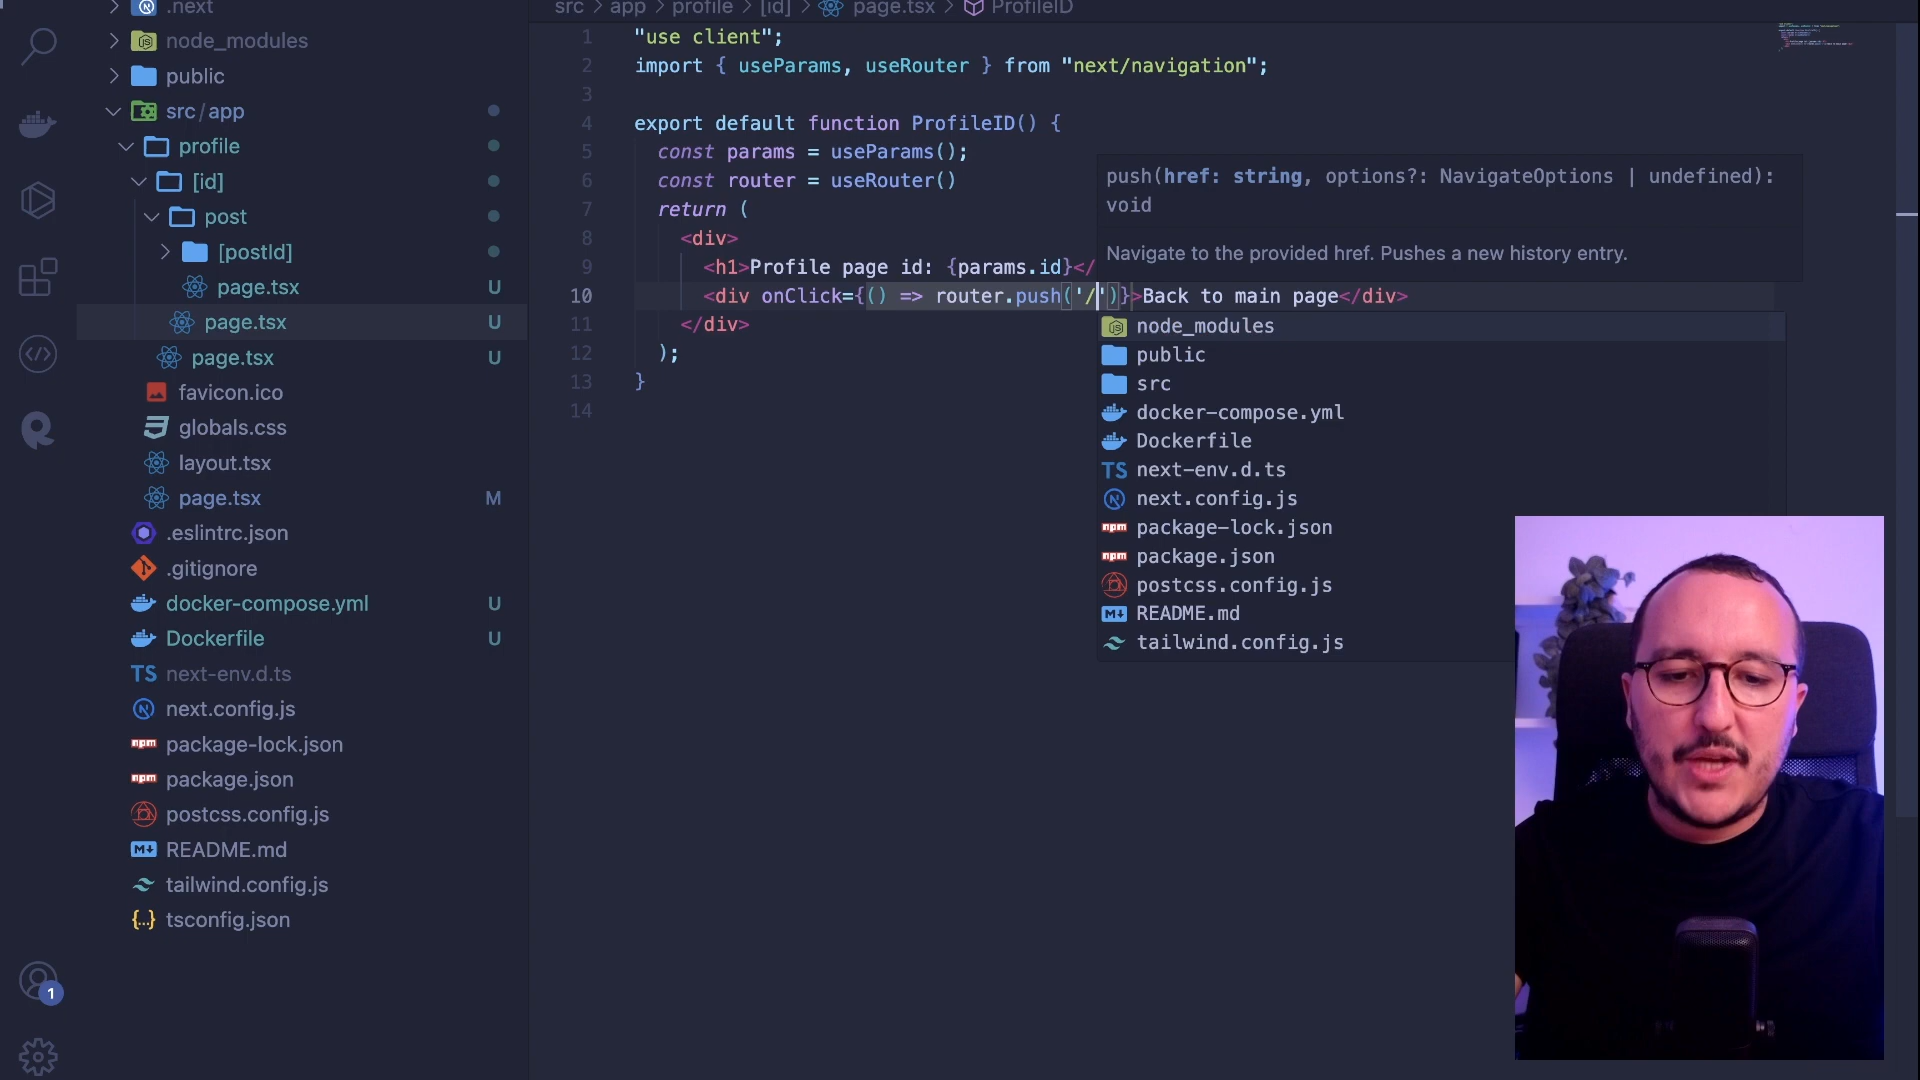 .next
node_modules
public
src/app
profile
[id]
post
[postId]
page.tsx U
page.tsx U
page.tsx U
favicon.ico
globals.css
layout.tsx
page.tsx M
.eslintrc.json
.gitignore
docker-compose.yml U
Dockerfile U
TS next-env.d.ts
next.config.js
npm package-lock.json
npm package.json
postcss.config.js
M↓ README.md
tailwind.config.js
{..} tsconfig.json
1
src > app > profile > [id] > page.tsx > ProfileID
1 "use client";
2 import { useParams, useRouter } from "next/navigation";
3
4 export default function ProfileID() {
5 const params = useParams();
6 const router = useRouter()
7 return (
8 <div>
9 <h1>Profile page id: {params.id}</
10 <div onClick={() => router.push('/')}>Back to main page</div>
11 </div>
12 );
13 }
14
push(href: string, options?: NavigateOptions | undefined):
void
Navigate to the provided href. Pushes a new history entry.
JS node_modules
public
src
docker-compose.yml
Dockerfile
TS next-env.d.ts
N next.config.js
npm package-lock.json
npm package.json
postcss.config.js
M↓ README.md
tailwind.config.js